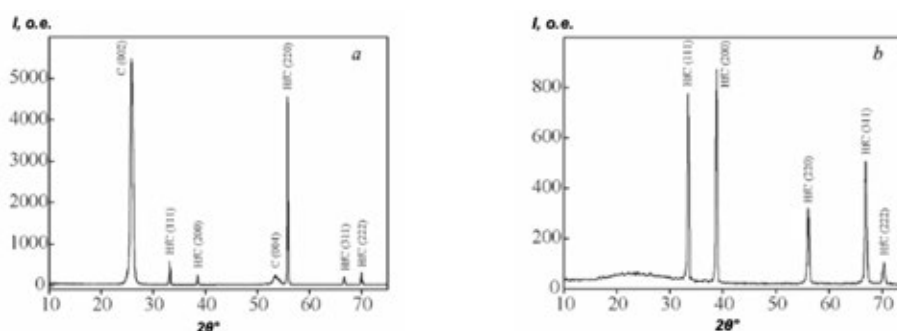 I, o.e.
a
5000
4000
3000
2000
1000
0
C (002)
HfC (111)
HfC (200)
C (004)
HfC (220)
HfC (311)
HfC (222)
10 20 30 40 50 60 70
2θ°
I, o.e.
b
800
600
400
200
0
HfC (111)
HfC (200)
HfC (220)
HfC (311)
HfC (222)
10 20 30 40 50 60 70
2θ°